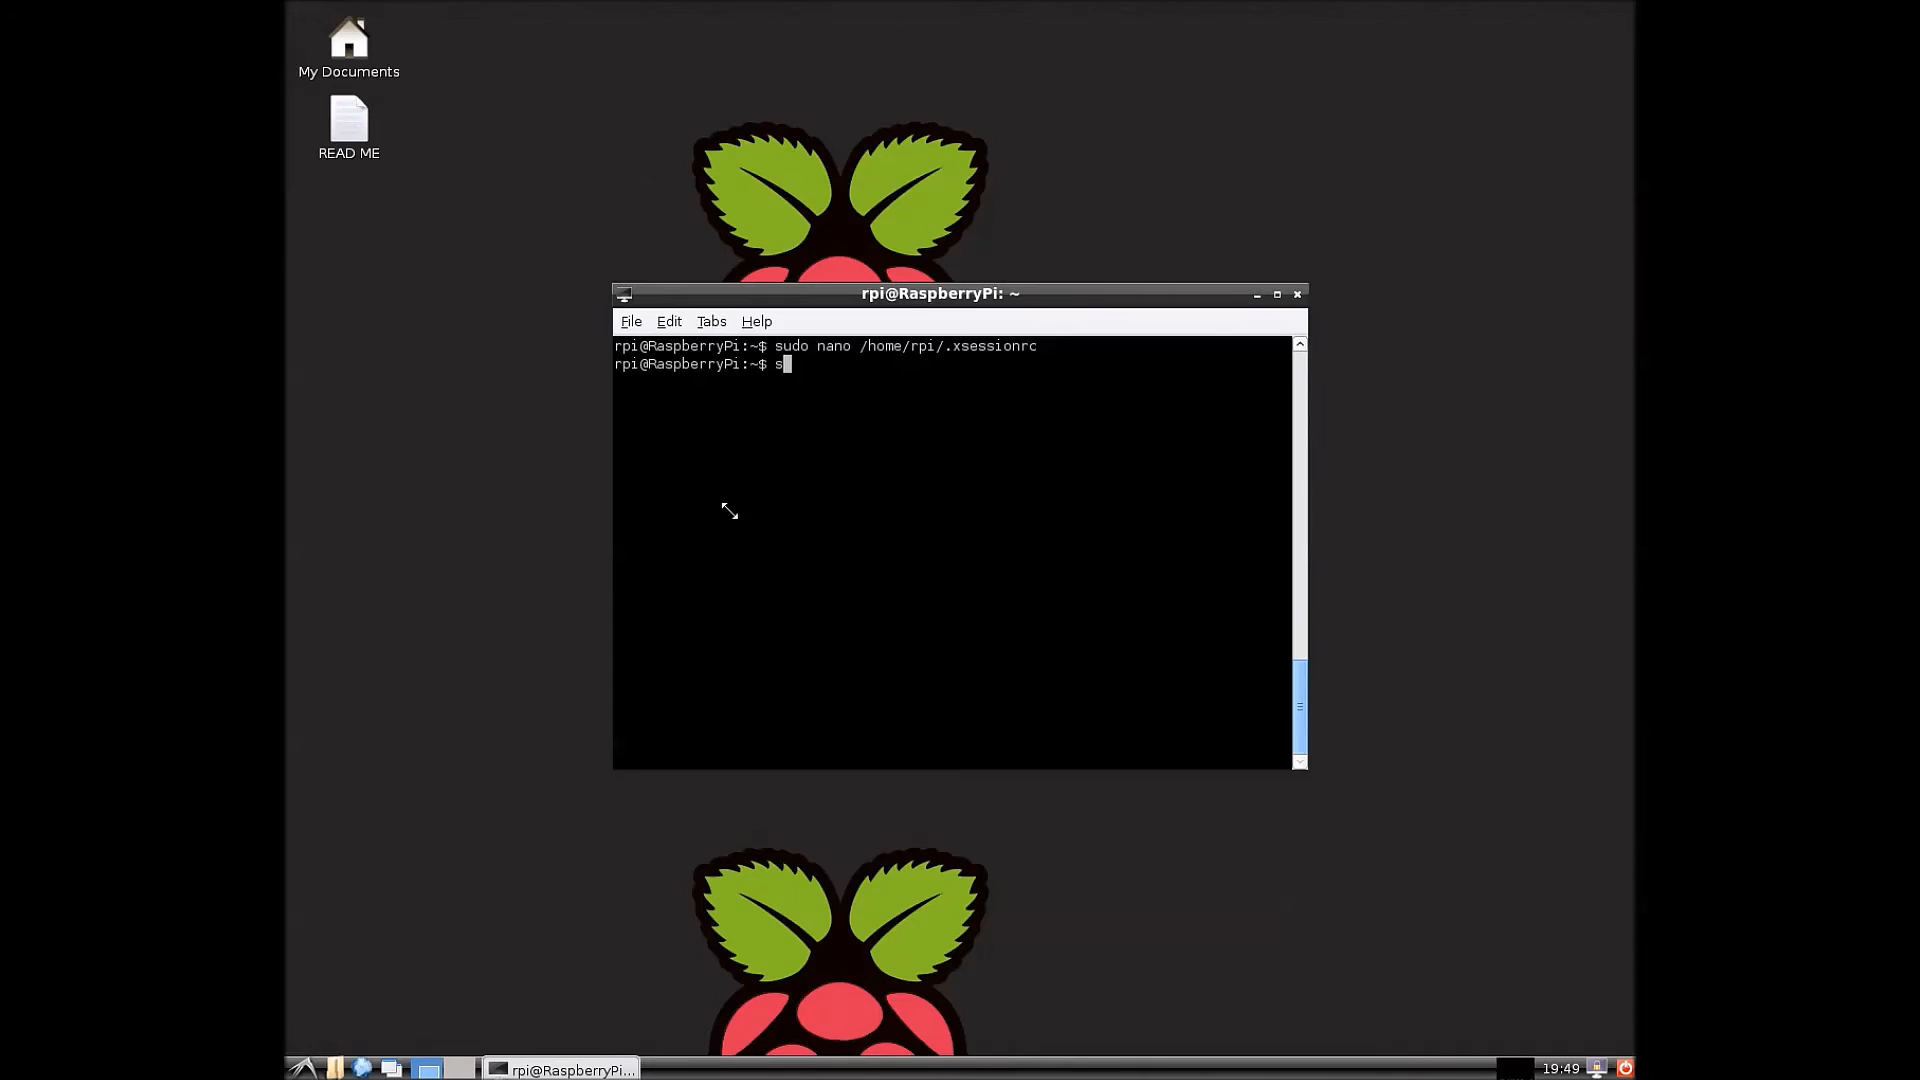 My Documents
READ ME
rpi@RaspberryPi: ~
File Edit Tabs Help
rpi@RaspberryPi:~$ sudo nano /home/rpi/.xsessionrc
rpi@RaspberryPi:~$ s
rpi@RaspberryPi...
19:49